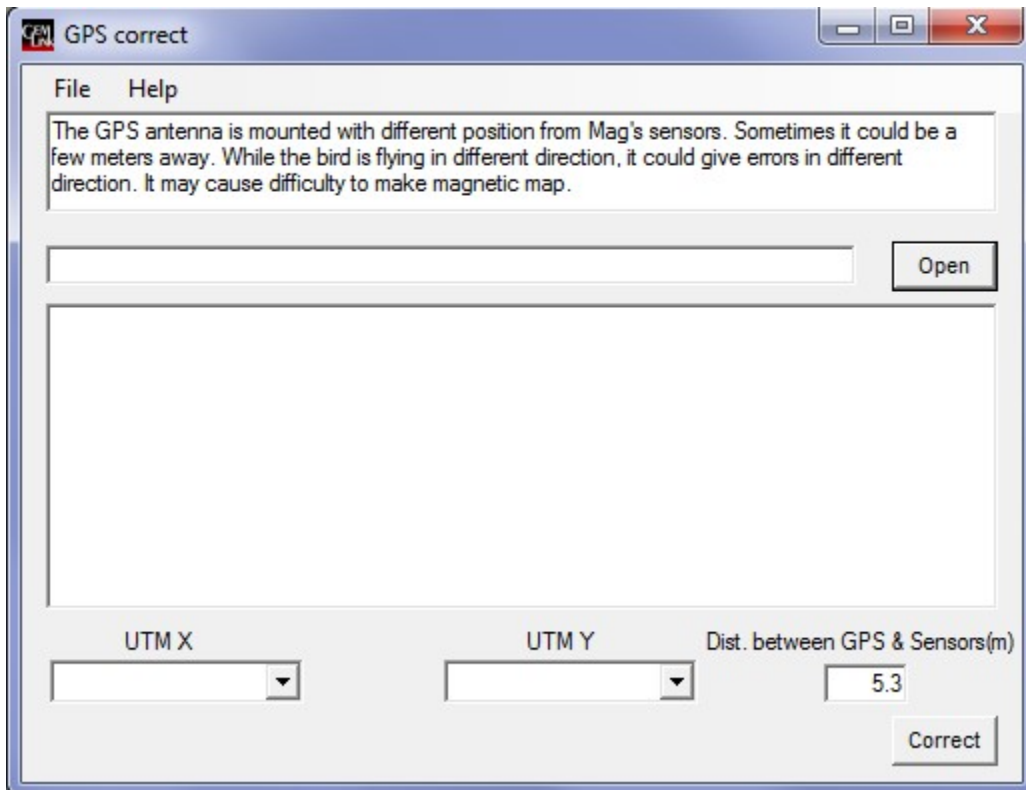 GPS correct
File Help
The GPS antenna is mounted with different position from Mag's sensors. Sometimes it could be a
few meters away. While the bird is flying in different direction, it could give errors in different
direction. It may cause difficulty to make magnetic map.
Open
UTM X UTM Y Dist. between GPS & Sensors(m)
5.3
Correct